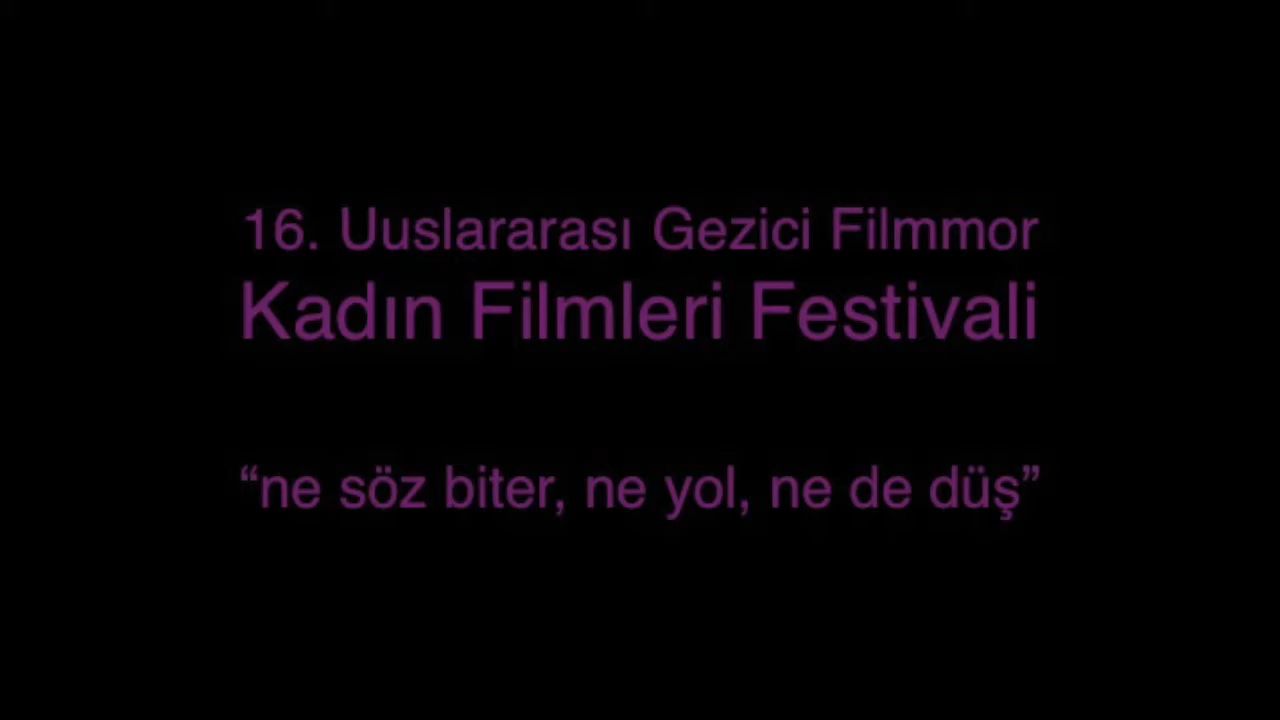 16. Uuslararası Gezici Filmmor
Kadın Filmleri Festivali
“ne söz biter, ne yol, ne de düş”